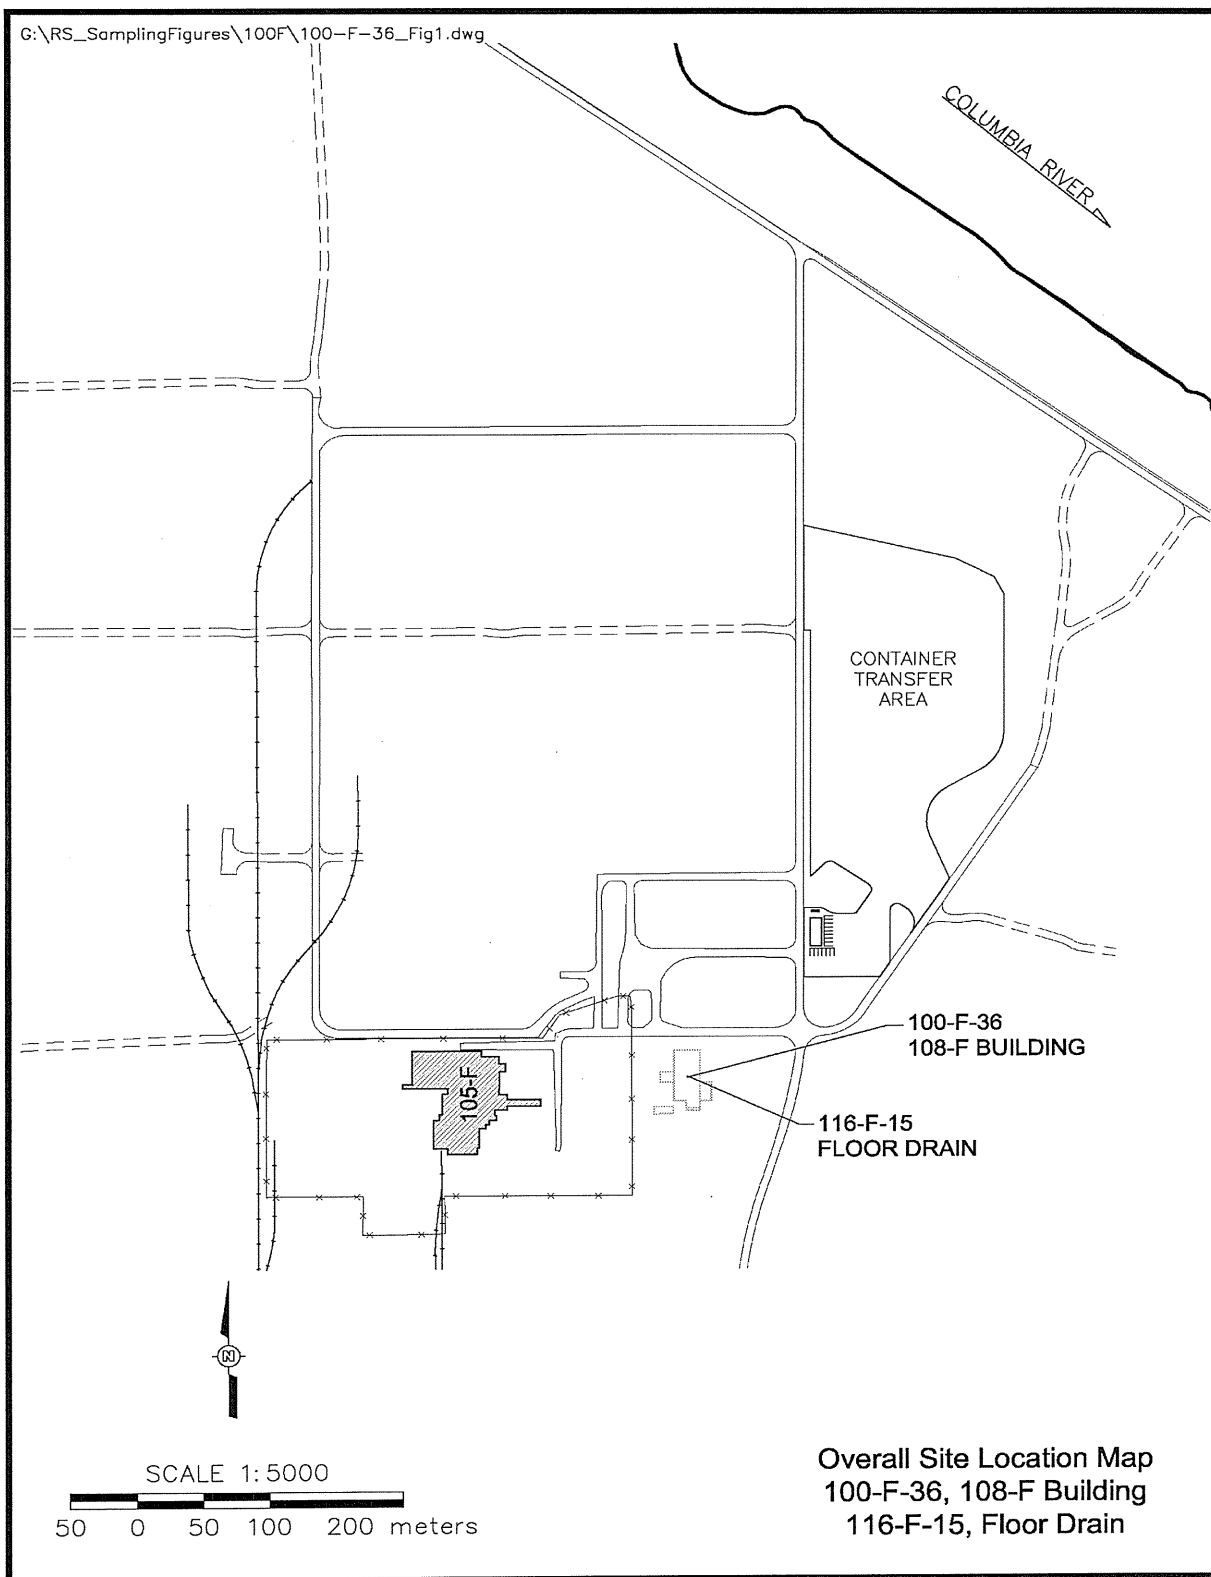 G:\RS_SamplingFigures\100F\100-F-36_Fig1.dwg
COLUMBIA RIVER
CONTAINER
TRANSFER
AREA
100-F-36
108-F BUILDING
105-F
116-F-15
FLOOR DRAIN
N
SCALE 1:5000
50 0 50 100 200 meters
Overall Site Location Map
100-F-36, 108-F Building
116-F-15, Floor Drain